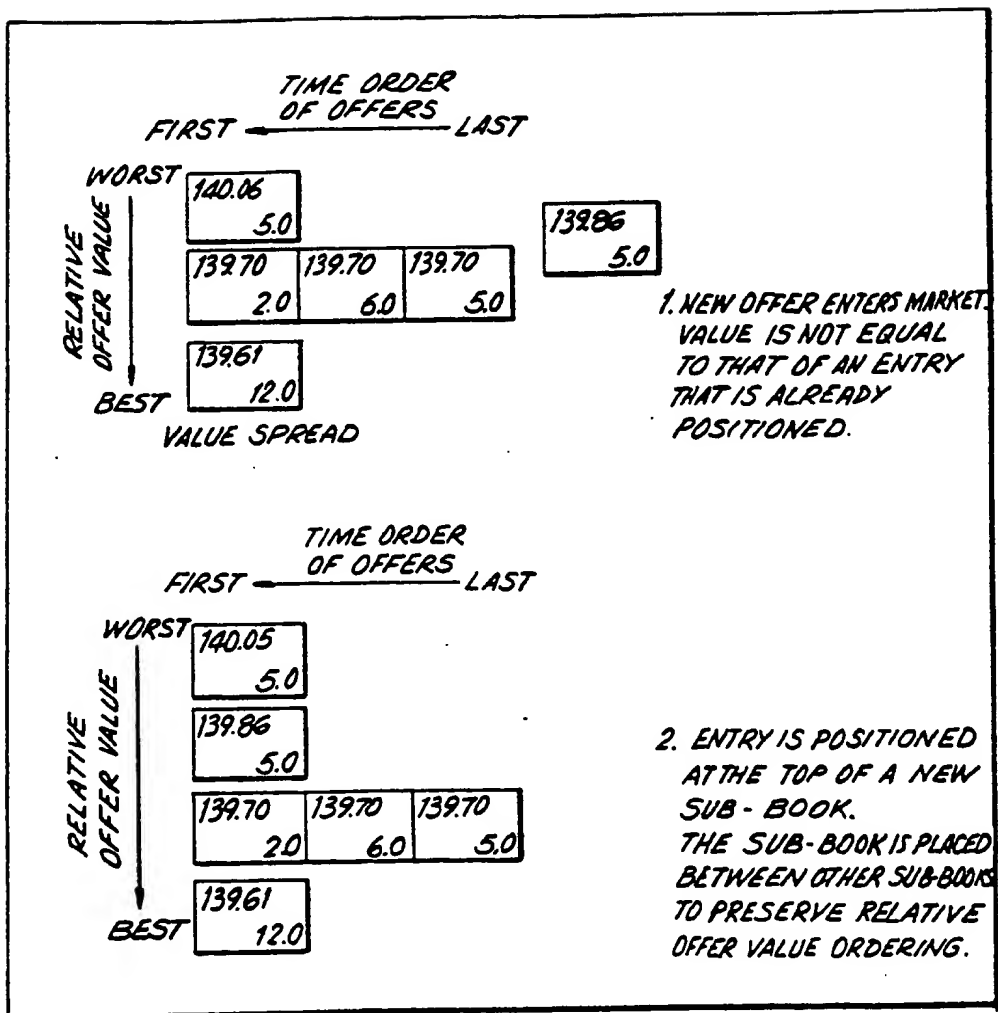 TIME ORDER
OF OFFERS
FIRST LAST
WORST
RELATIVE
OFFER VALUE
BEST
140.06
5.0
139.86
5.0
139.70 139.70 139.70
2.0 6.0 5.0
139.61
12.0
VALUE SPREAD
1. NEW OFFER ENTERS MARKET.
VALUE IS NOT EQUAL
TO THAT OF AN ENTRY
THAT IS ALREADY
POSITIONED.
TIME ORDER
OF OFFERS
FIRST LAST
WORST
RELATIVE
OFFER VALUE
BEST
140.05
5.0
139.86
5.0
139.70 139.70 139.70
2.0 6.0 5.0
139.61
12.0
2. ENTRY IS POSITIONED
AT THE TOP OF A NEW
SUB-BOOK.
THE SUB-BOOK IS PLACED
BETWEEN OTHER SUB-BOOKS
TO PRESERVE RELATIVE
OFFER VALUE ORDERING.